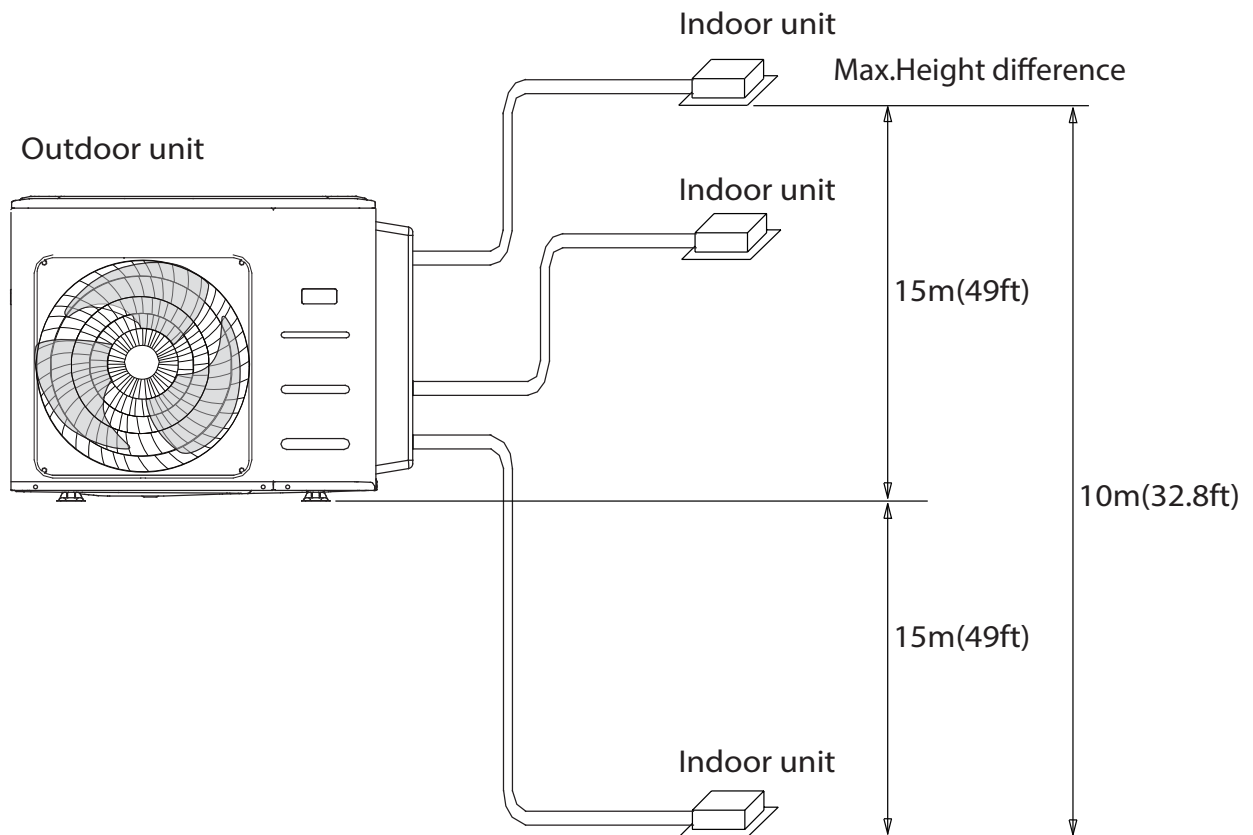 Indoor unit
Max.Height difference
Outdoor unit
Indoor unit
15m(49ft)
10m(32.8ft)
15m(49ft)
Indoor unit